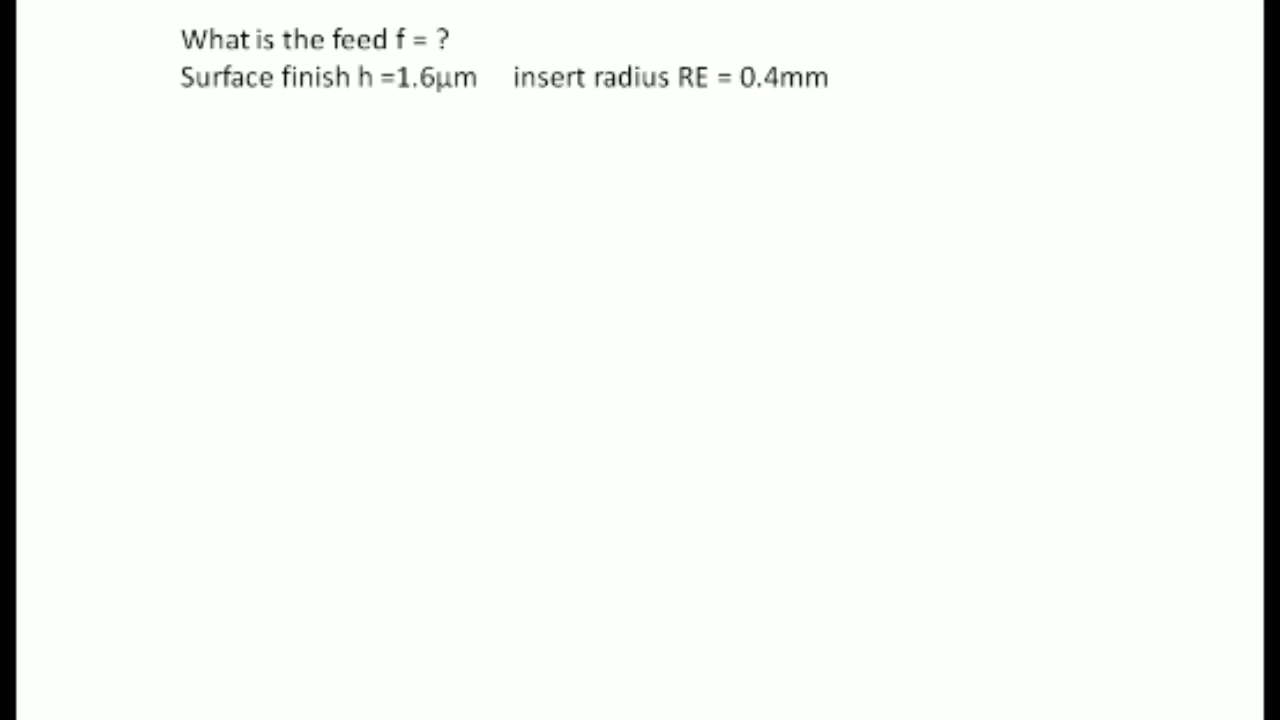 What is the feed f = ?
Surface finish h =1.6µm insert radius RE = 0.4mm